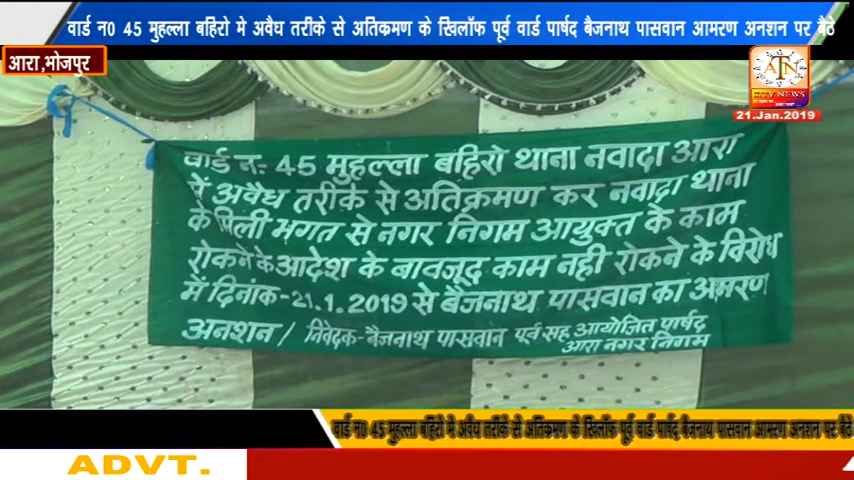 वार्ड न0 45 मुहल्ला बहिरो मे अवैध तरीके से अतिक्रमण के खिलॉफ पूर्व वार्ड पार्षद बैजनाथ पासवान आमरण अनशन पर बैठे
आरा,भोजपुर
ATN
NEWS
21.Jan.2019
वार्ड नः 45 मुहल्ला बहिरो थाना नवादा आरा
में अवैध तरीके से अतिक्रमण कर नवादा थाना
के मिली भगत से नगर निगम आयुक्त के काम
रोकने के आदेश के बावजूद काम नही रोकने के विरोध
में दिनांक-21.1.2019 से बैजनाथ पासवान का अमरण
अनशन / निवेदक-बैजनाथ पासवान पूर्व सह आयोजित पार्षद
आरा नगर निगम
वार्ड न0 45 मुहल्ला बहिरो मे अवैध तरीके से अतिक्रमण के खिलॉफ पूर्व वार्ड पार्षद बैजनाथ पासवान आमरण अनशन पर बैठे
ADVT.